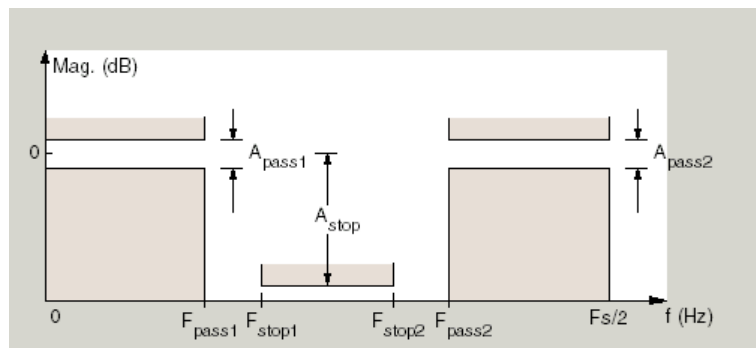 Mag. (dB)
0
Apass1
Apass2
Astop
0
Fpass1
Fstop1
Fstop2
Fpass2
Fs/2
f (Hz)